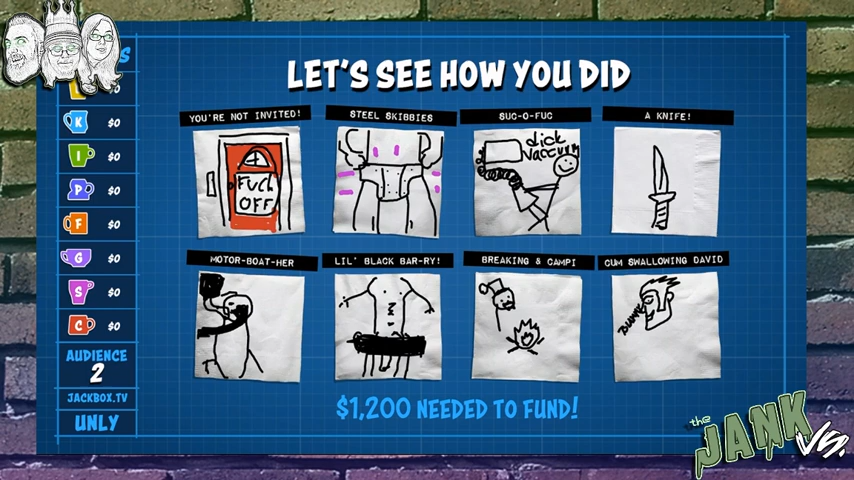 S
LET'S SEE HOW YOU DID
$0
K $0
I $0
P $0
F $0
G $0
S $0
C $0
AUDIENCE
2
JACKBOX.TV
UNLY
YOU'RE NOT INVITED!
STEEL SKIBBIES
SUC-O-FUC
A KNIFE!
4
FUCK
OFF
dick
Vaccum
MOTOR-BOAT-HER
LIL' BLACK BAR-RY!
BREAKING & CAMPI
CUM SWALLOWING DAVID
$1,200 NEEDED TO FUND!
the
JANK
VS.